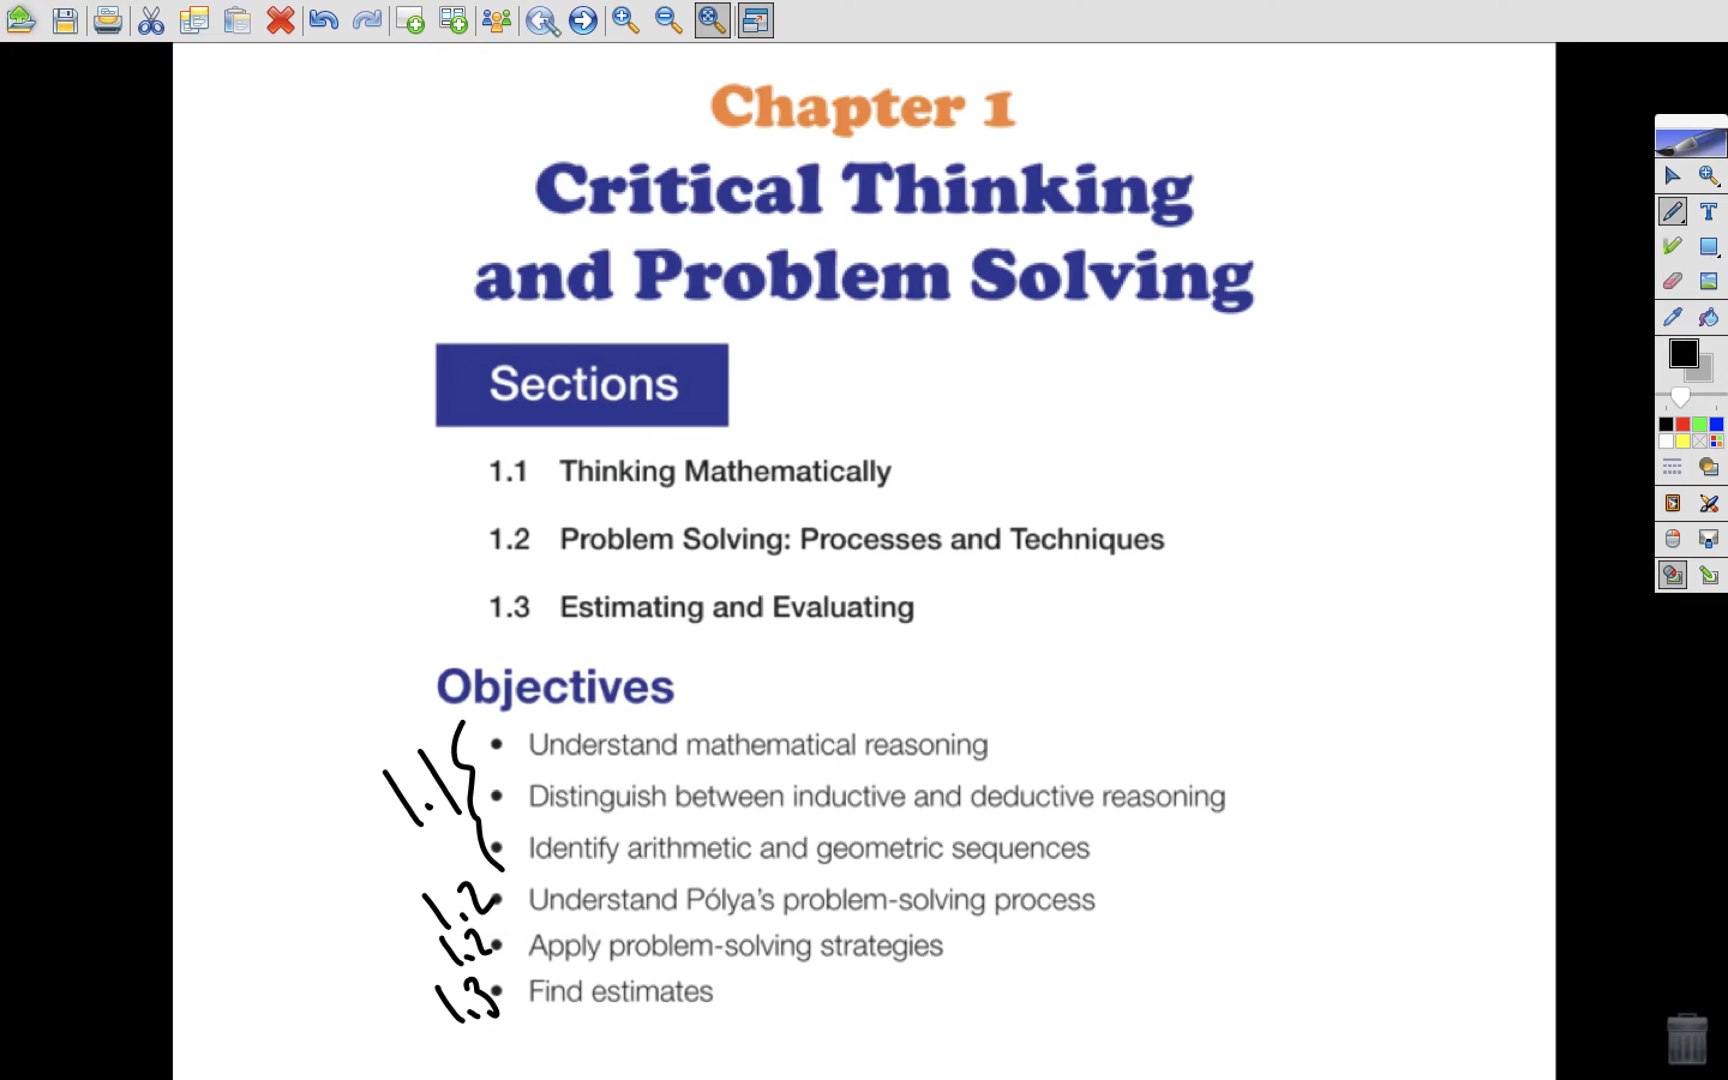 Chapter 1
Critical Thinking
and Problem Solving
Sections
1.1 Thinking Mathematically
1.2 Problem Solving: Processes and Techniques
1.3 Estimating and Evaluating
Objectives
1.1 { • Understand mathematical reasoning
• Distinguish between inductive and deductive reasoning
• Identify arithmetic and geometric sequences
1.2 • Understand Pólya's problem-solving process
1.2 • Apply problem-solving strategies
1.3 • Find estimates